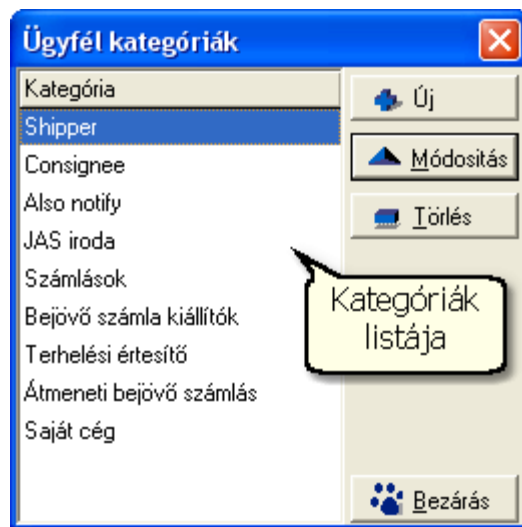 Ügyfél kategóriák
Kategória
Shipper
Consignee
Also notify
JAS iroda
Számlások
Bejövő számla kiállítók
Terhelési értesítő
Átmeneti bejövő számlás
Saját cég
Új
Módositás
Törlés
Kategóriák
listája
Bezárás